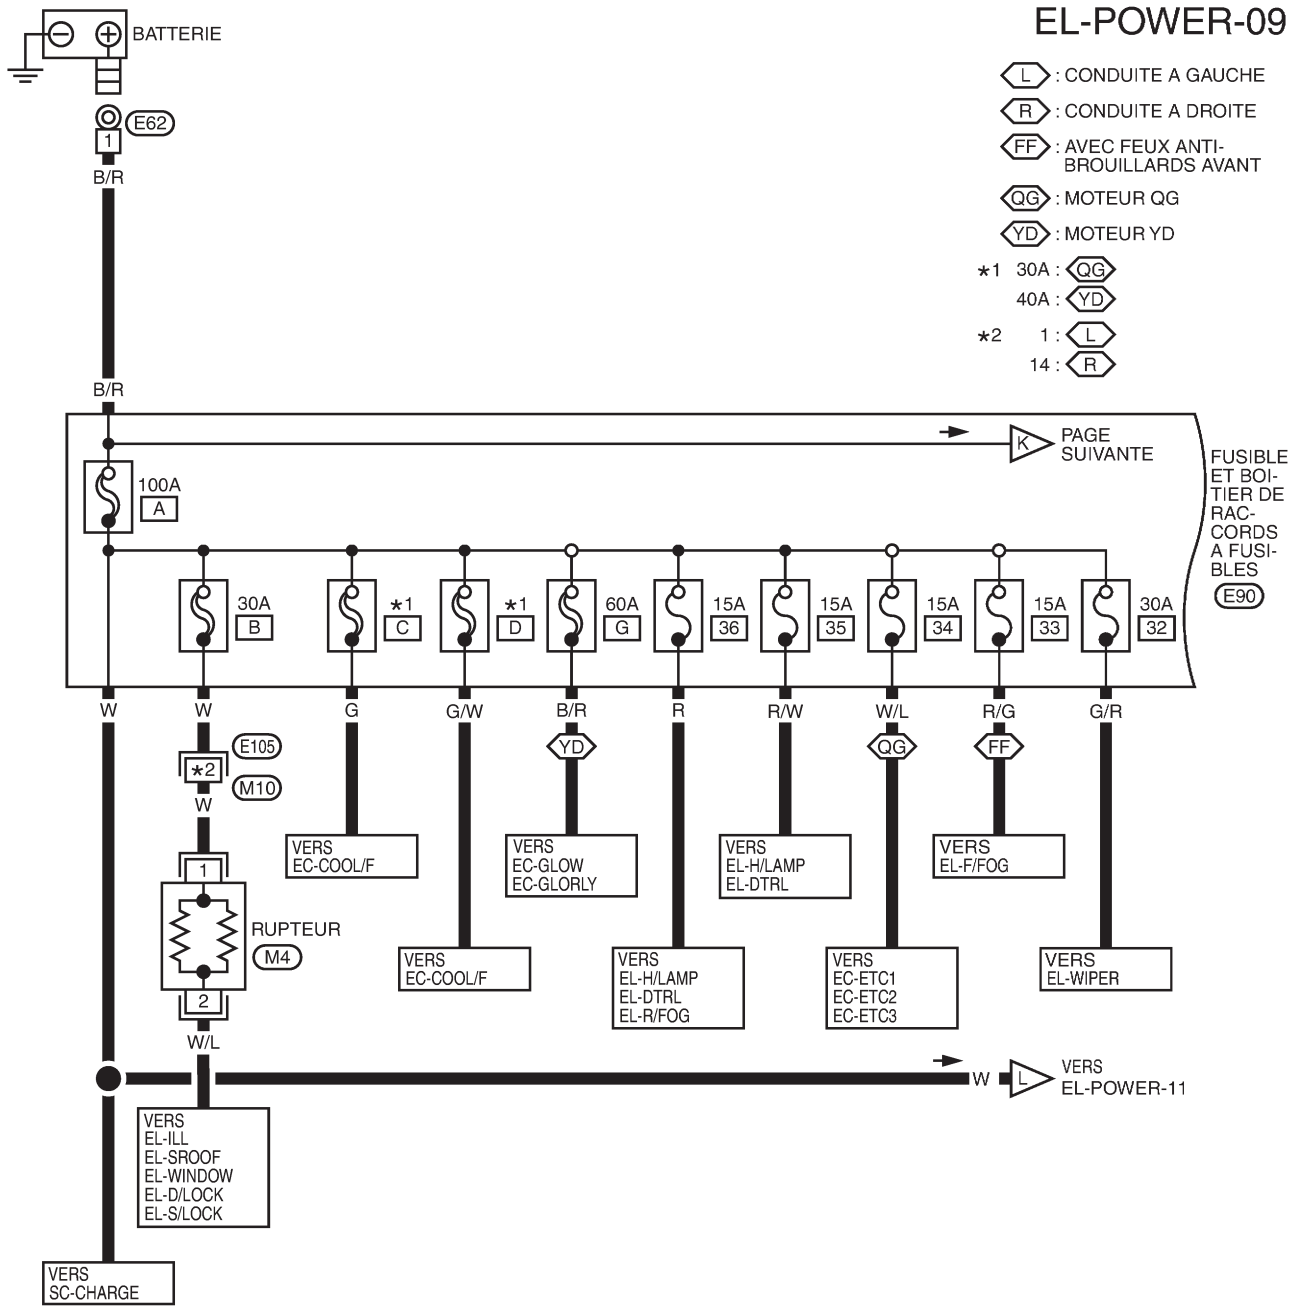 EL-POWER-09
− + BATTERIE
E62
1
B/R
L : CONDUITE A GAUCHE
R : CONDUITE A DROITE
FF : AVEC FEUX ANTI-
BROUILLARDS AVANT
QG : MOTEUR QG
YD : MOTEUR YD
*1 30A : QG
40A : YD
*2 1 : L
14 : R
B/R
K PAGE
SUIVANTE
FUSIBLE
ET BOI-
TIER DE
RAC-
CORDS
A FUSI-
BLES
E90
100A
A
30A *1 *1 60A 15A 15A 15A 15A 30A
B C D G 36 35 34 33 32
W W G G/W B/R R R/W W/L R/G G/R
E105
YD QG FF
*2
M10
W
VERS
EC-COOL/F
VERS
EC-GLOW
EC-GLORLY
VERS
EL-H/LAMP
EL-DTRL
VERS
EL-F/FOG
1
RUPTEUR
M4
2
W/L
VERS
EC-COOL/F
VERS
EL-H/LAMP
EL-DTRL
EL-R/FOG
VERS
EC-ETC1
EC-ETC2
EC-ETC3
VERS
EL-WIPER
W L VERS
EL-POWER-11
VERS
EL-ILL
EL-SROOF
EL-WINDOW
EL-D/LOCK
EL-S/LOCK
VERS
SC-CHARGE